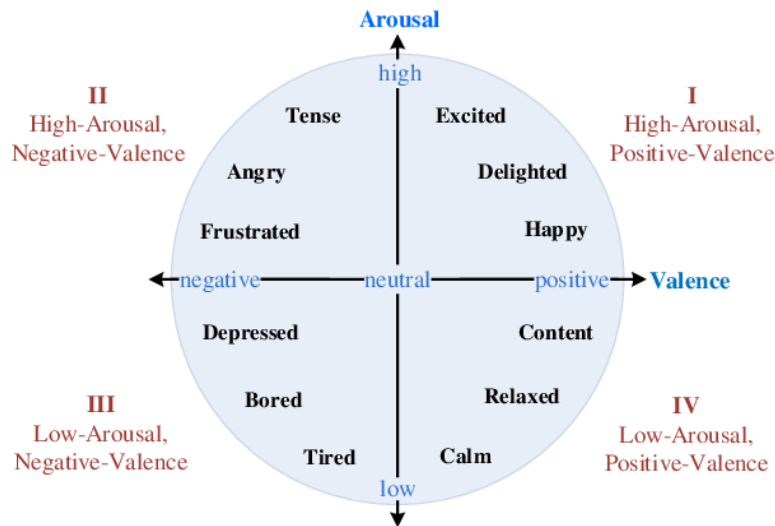 Arousal
high
II
High-Arousal,
Negative-Valence
I
High-Arousal,
Positive-Valence
Tense
Excited
Angry
Delighted
Frustrated
Happy
negative
neutral
positive
Valence
Depressed
Content
Bored
Relaxed
Tired
Calm
III
Low-Arousal,
Negative-Valence
IV
Low-Arousal,
Positive-Valence
low